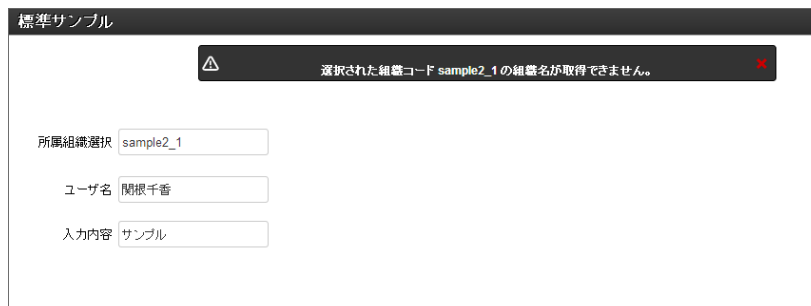 標準サンプル
選択された組織コード sample2_1 の組織名が取得できません。
所属組織選択 sample2_1
ユーザ名 関根千香
入力内容 サンプル